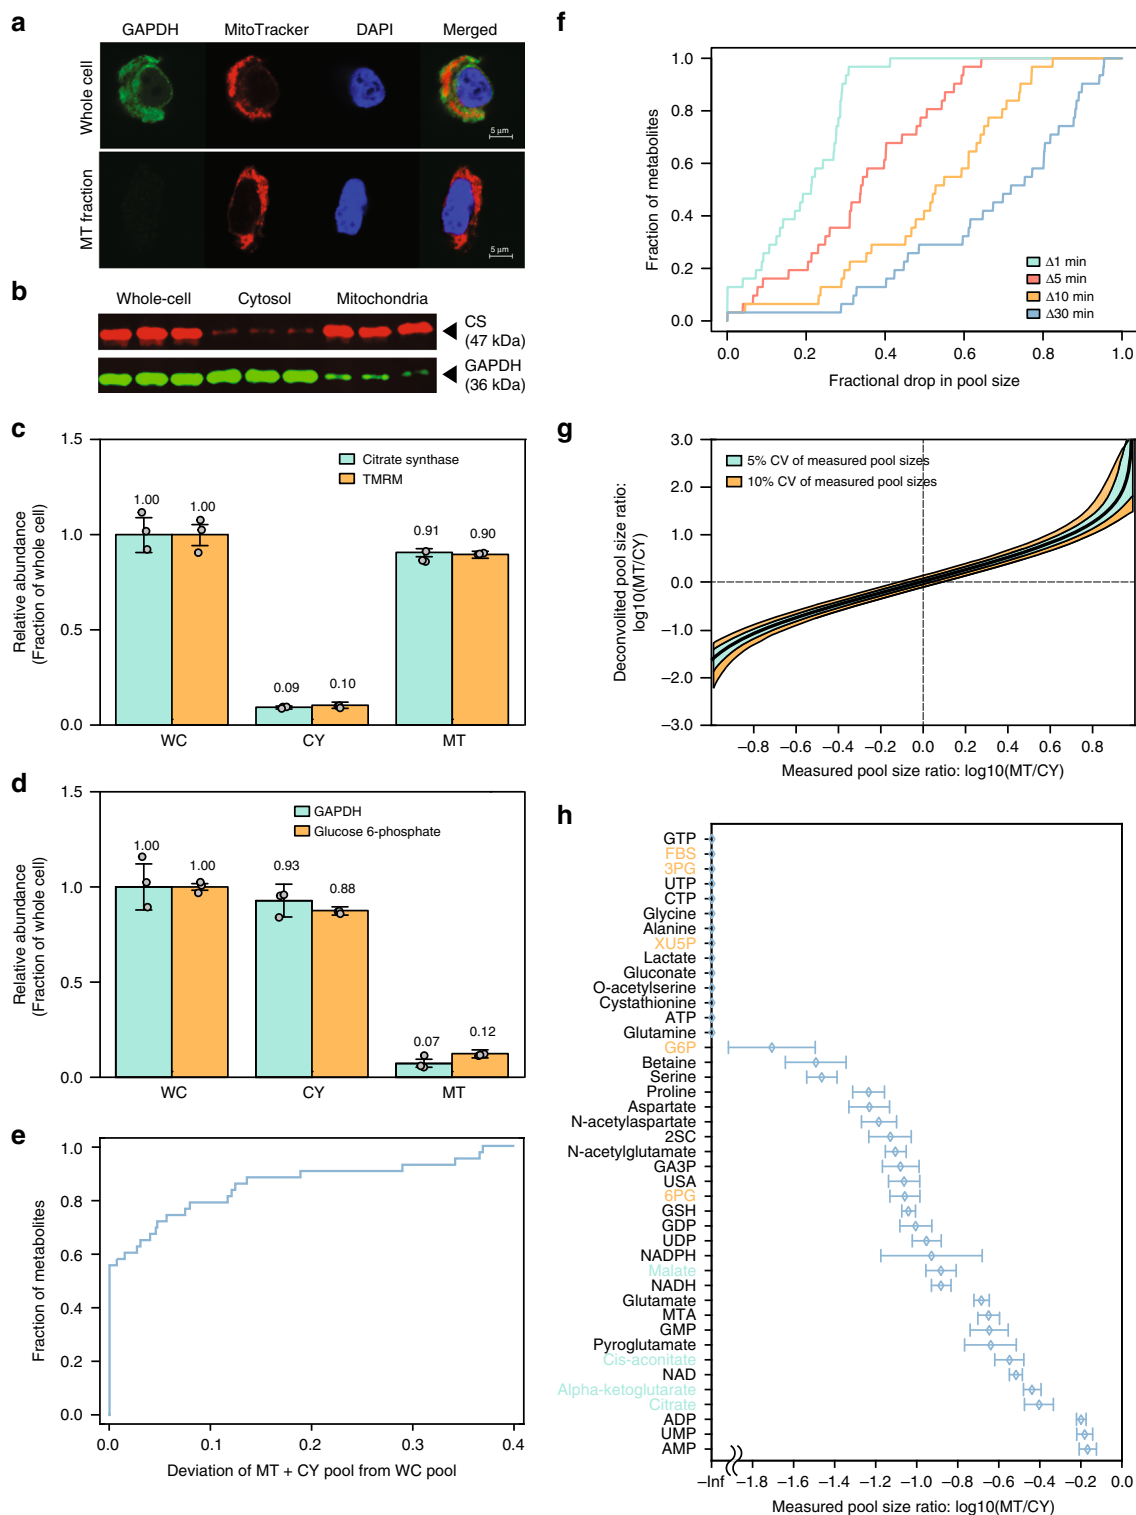 a
GAPDH MitoTracker DAPI Merged
Whole cell
5 µm
MT fraction
5 µm
b
Whole-cell Cytosol Mitochondria
CS
(47 kDa)
GAPDH
(36 kDa)
c
Relative abundance
(Fraction of whole cell)
1.5
1.0
0.5
0.0
Citrate synthase
TMRM
1.00 1.00
0.09 0.10
0.91 0.90
WC CY MT
d
Relative abundance
(Fraction of whole cell)
1.5
1.0
0.5
0.0
GAPDH
Glucose 6-phosphate
1.00 1.00
0.93 0.88
0.07 0.12
WC CY MT
e
Fraction of metabolites
1.0
0.8
0.6
0.4
0.2
0.0
0.0 0.1 0.2 0.3 0.4
Deviation of MT + CY pool from WC pool
f
Fraction of metabolites
1.0
0.8
0.6
0.4
0.2
0.0
Δ1 min
Δ5 min
Δ10 min
Δ30 min
0.0 0.2 0.4 0.6 0.8 1.0
Fractional drop in pool size
g
Deconvolited pool size ratio:
log10(MT/CY)
3.0
2.0
1.0
0.0
−1.0
−2.0
−3.0
5% CV of measured pool sizes
10% CV of measured pool sizes
−0.8 −0.6 −0.4 −0.2 0.0 0.2 0.4 0.6 0.8
Measured pool size ratio: log10(MT/CY)
h
GTP
FBS
3PG
UTP
CTP
Glycine
Alanine
XU5P
Lactate
Gluconate
O-acetylserine
Cystathionine
ATP
Glutamine
G6P
Betaine
Serine
Proline
Aspartate
N-acetylaspartate
2SC
N-acetylglutamate
GA3P
USA
6PG
GSH
GDP
UDP
NADPH
Malate
NADH
Glutamate
MTA
GMP
Pyroglutamate
Cis-aconitate
NAD
Alpha-ketoglutarate
Citrate
ADP
UMP
AMP
−Inf −1.8 −1.6 −1.4 −1.2 −1.0 −0.8 −0.6 −0.4 −0.2 0.0
Measured pool size ratio: log10(MT/CY)